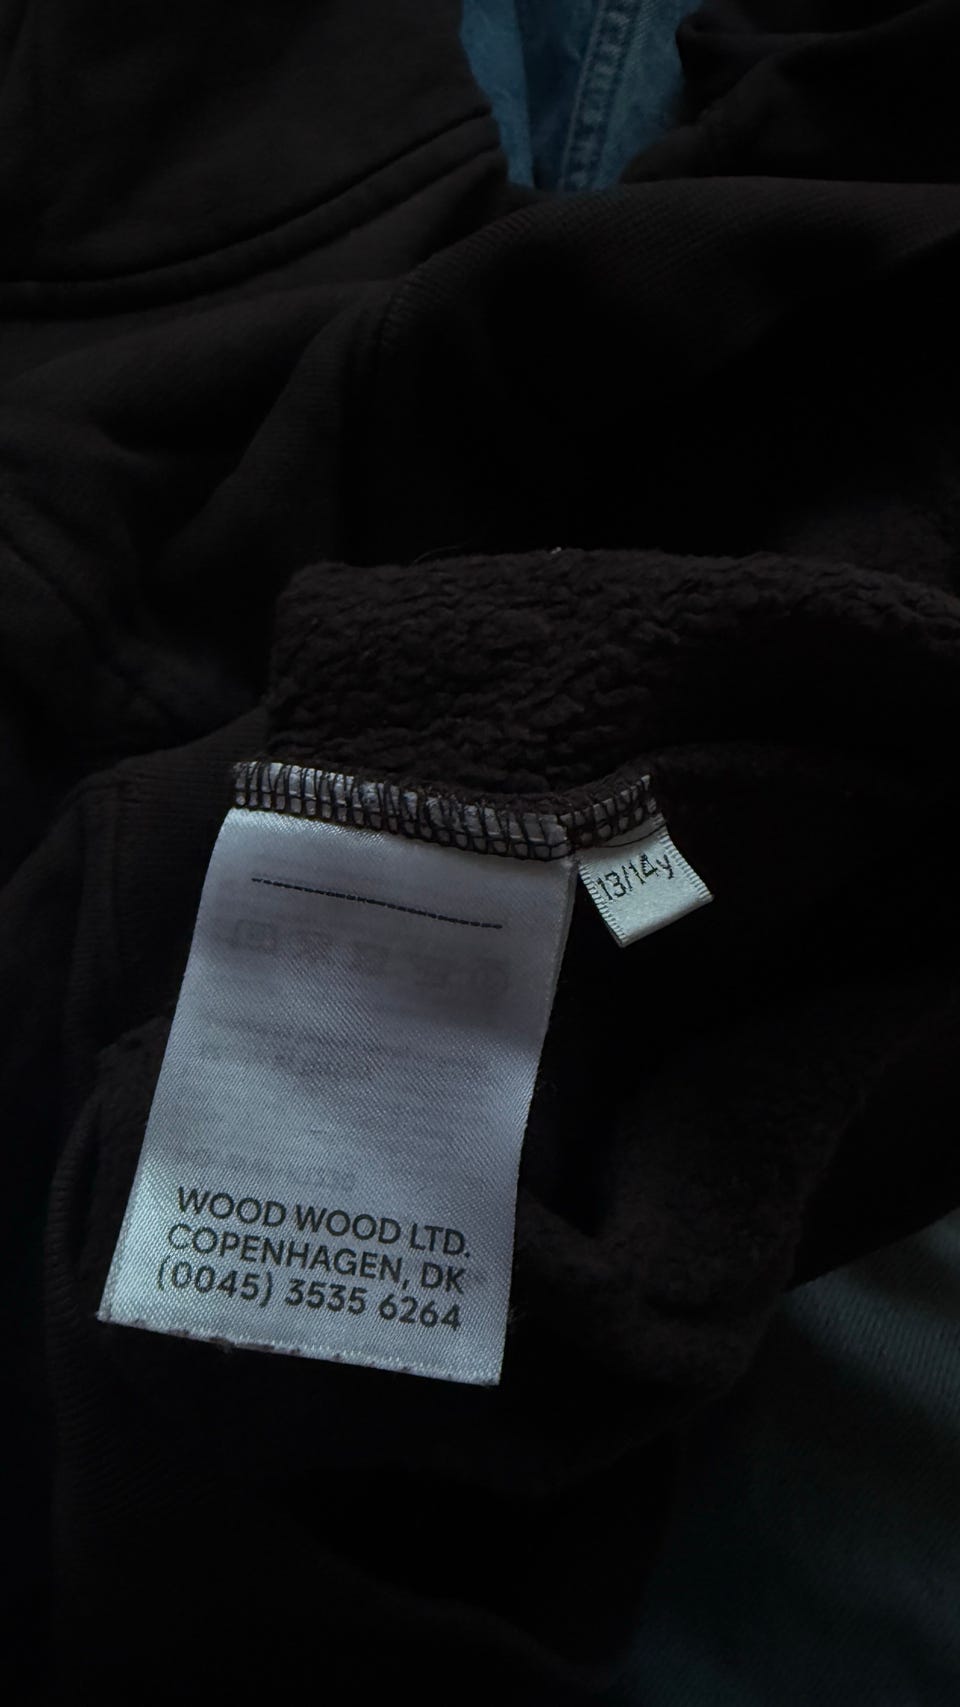 13/14y
WOOD WOOD LTD.
COPENHAGEN, DK
(0045) 3535 6264